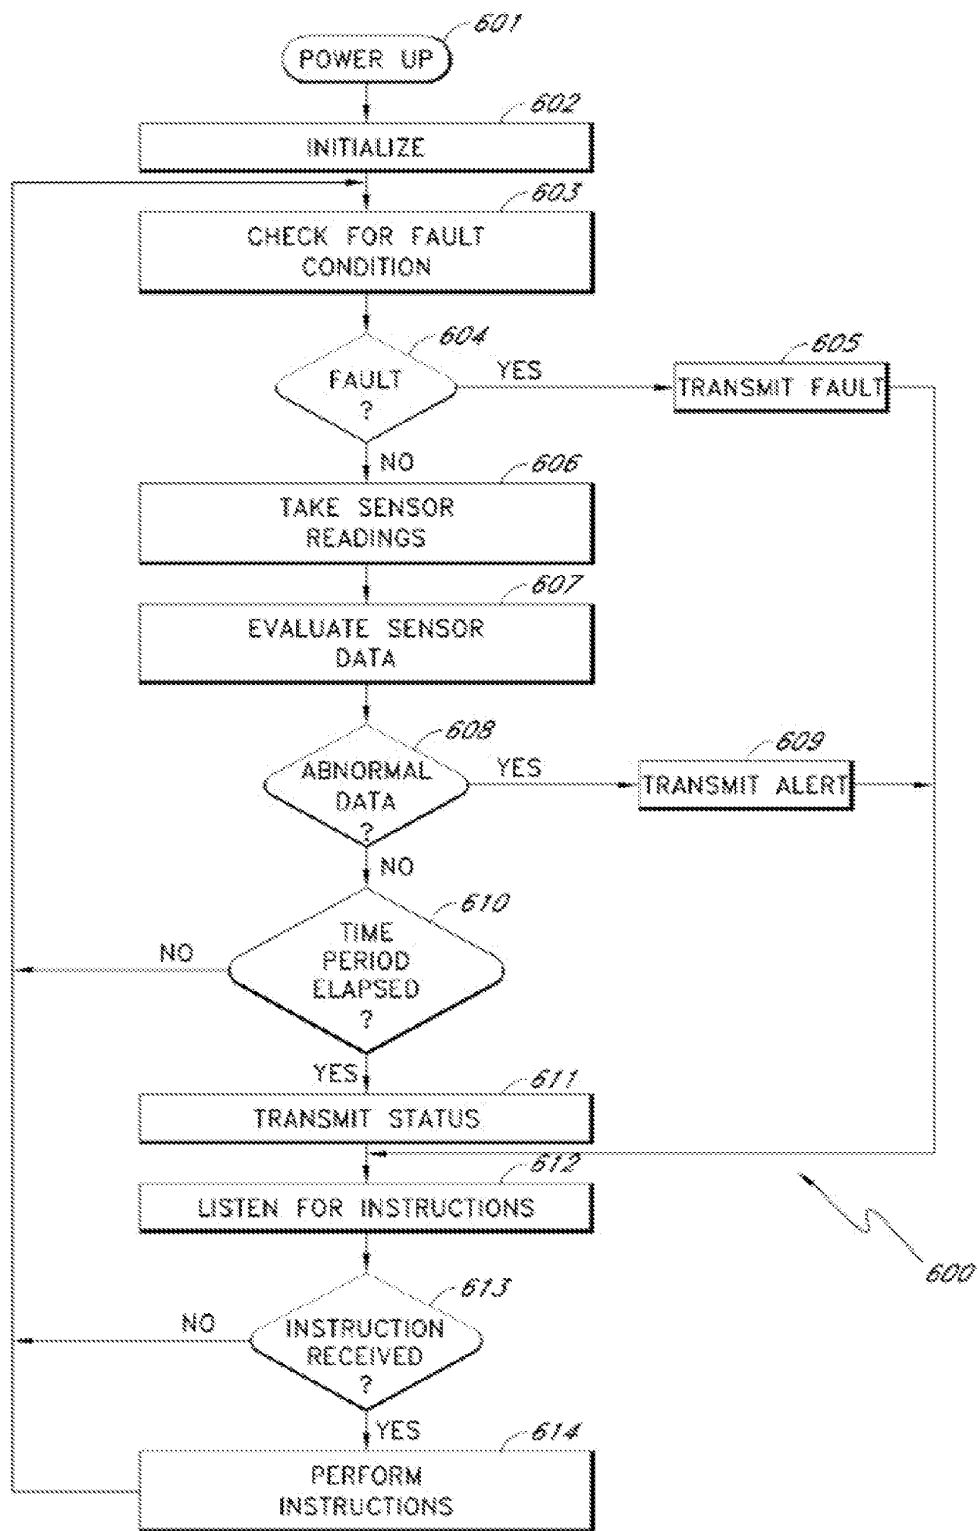 601
POWER UP
602
INITIALIZE
603
CHECK FOR FAULT
CONDITION
604
FAULT
?
YES
605
TRANSMIT FAULT
NO
606
TAKE SENSOR
READINGS
607
EVALUATE SENSOR
DATA
608
ABNORMAL
DATA
?
YES
609
TRANSMIT ALERT
NO
610
TIME
PERIOD
ELAPSED
?
NO
YES
611
TRANSMIT STATUS
612
LISTEN FOR INSTRUCTIONS
600
613
INSTRUCTION
RECEIVED
?
NO
YES
614
PERFORM
INSTRUCTIONS